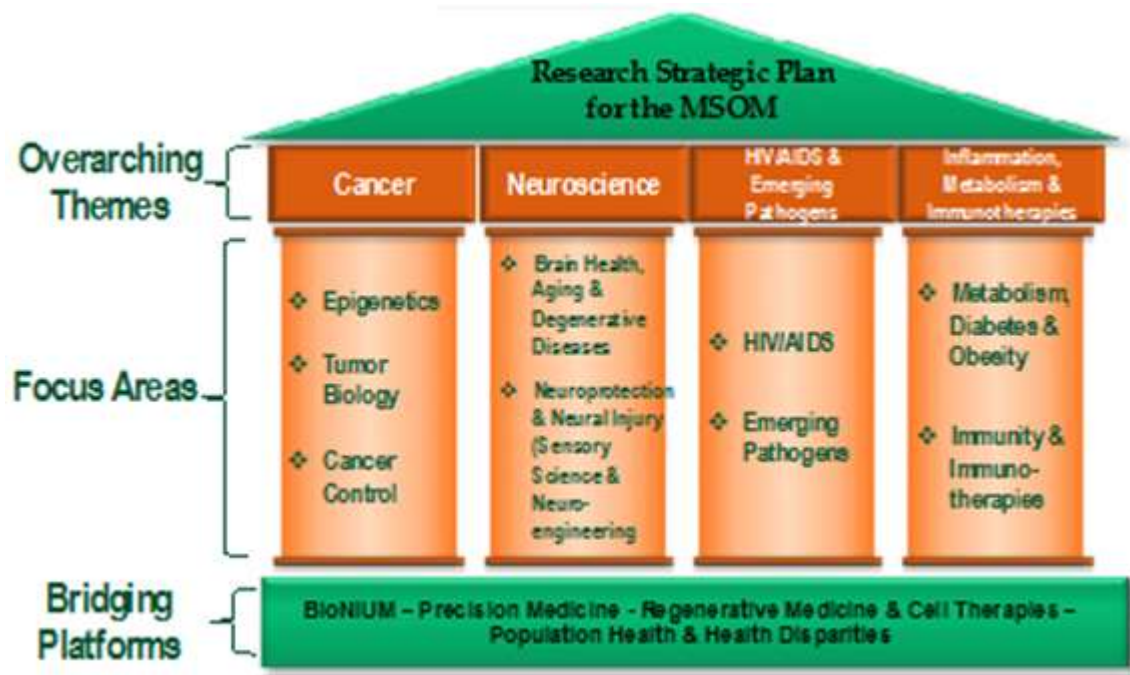 Research Strategic Plan
for the MSOM
Overarching
Themes
Cancer
Neuroscience
HIV/AIDS &
Emerging
Pathogens
Inflammation,
Metabolism &
Immunotherapies
Focus Areas
❖ Epigenetics
❖ Tumor
Biology
❖ Cancer
Control
❖ Brain Health,
Aging &
Degenerative
Diseases
❖ Neuroprotection
& Neural Injury
(Sensory
Science &
Neuro-
engineering
❖ HIV/AIDS
❖ Emerging
Pathogens
❖ Metabolism,
Diabetes &
Obesity
❖ Immunity &
Immuno-
therapies
Bridging
Platforms
BioNIUM – Precision Medicine - Regenerative Medicine & Cell Therapies –
Population Health & Health Disparities